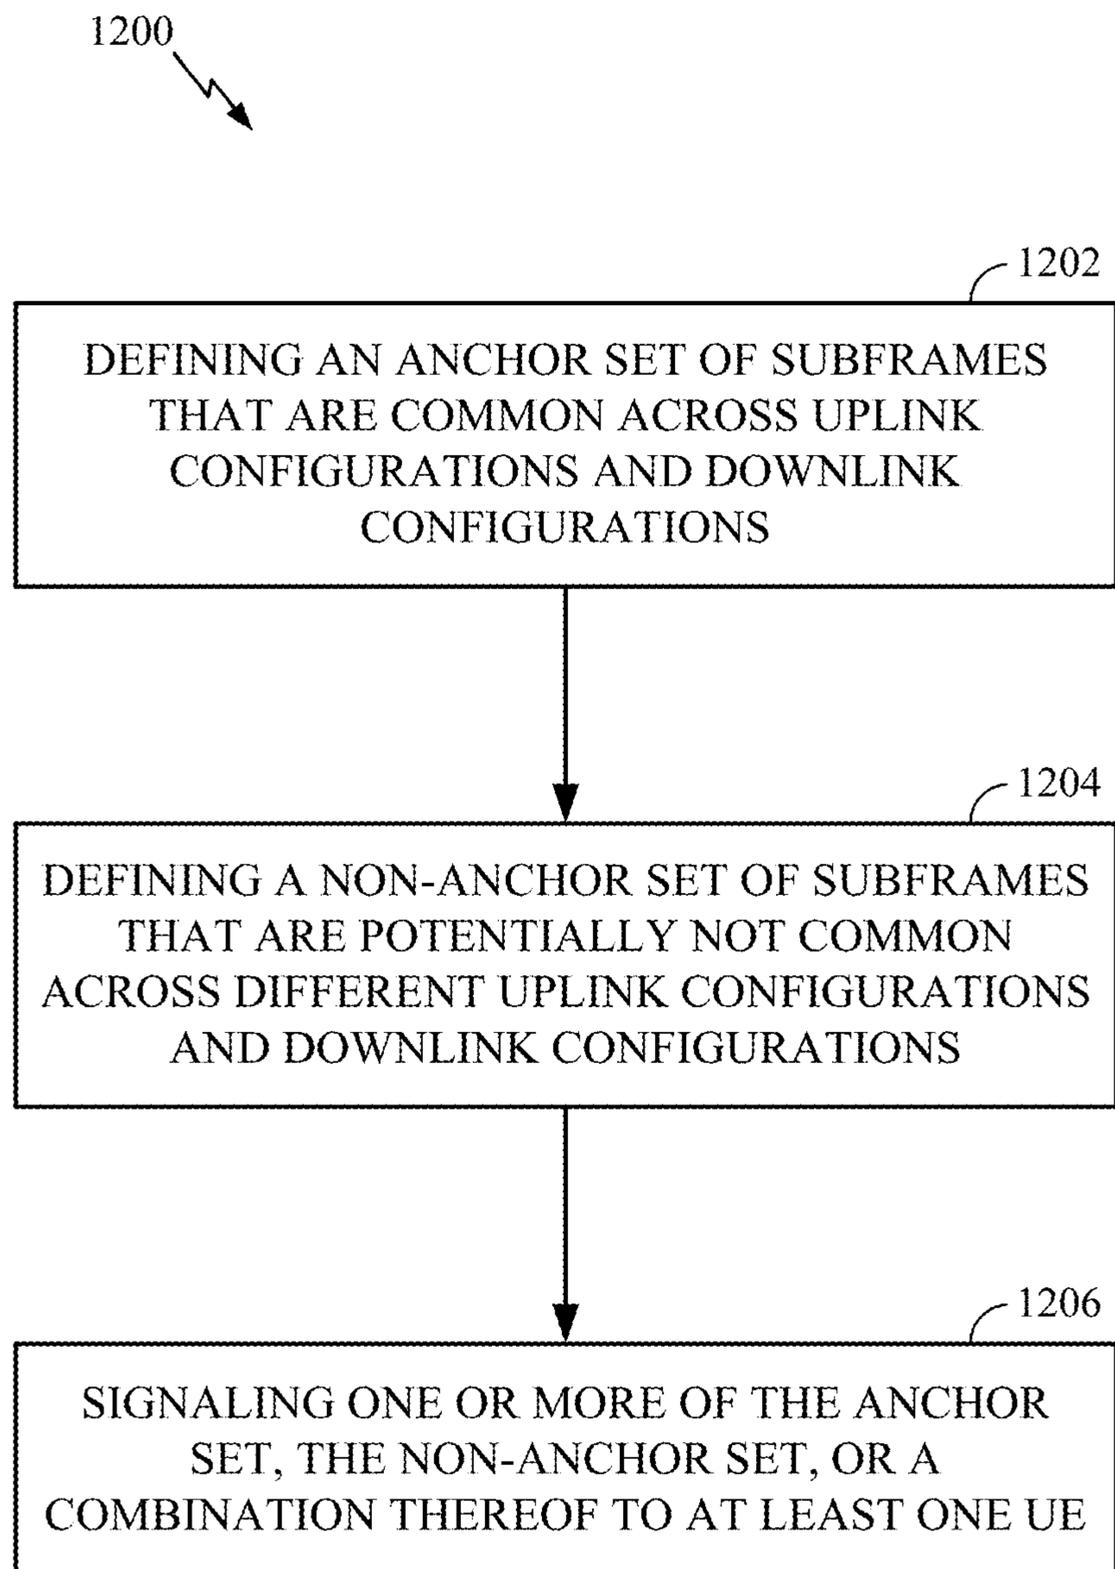 1200
1202
DEFINING AN ANCHOR SET OF SUBFRAMES
THAT ARE COMMON ACROSS UPLINK
CONFIGURATIONS AND DOWNLINK
CONFIGURATIONS
1204
DEFINING A NON-ANCHOR SET OF SUBFRAMES
THAT ARE POTENTIALLY NOT COMMON
ACROSS DIFFERENT UPLINK CONFIGURATIONS
AND DOWNLINK CONFIGURATIONS
1206
SIGNALING ONE OR MORE OF THE ANCHOR
SET, THE NON-ANCHOR SET, OR A
COMBINATION THEREOF TO AT LEAST ONE UE